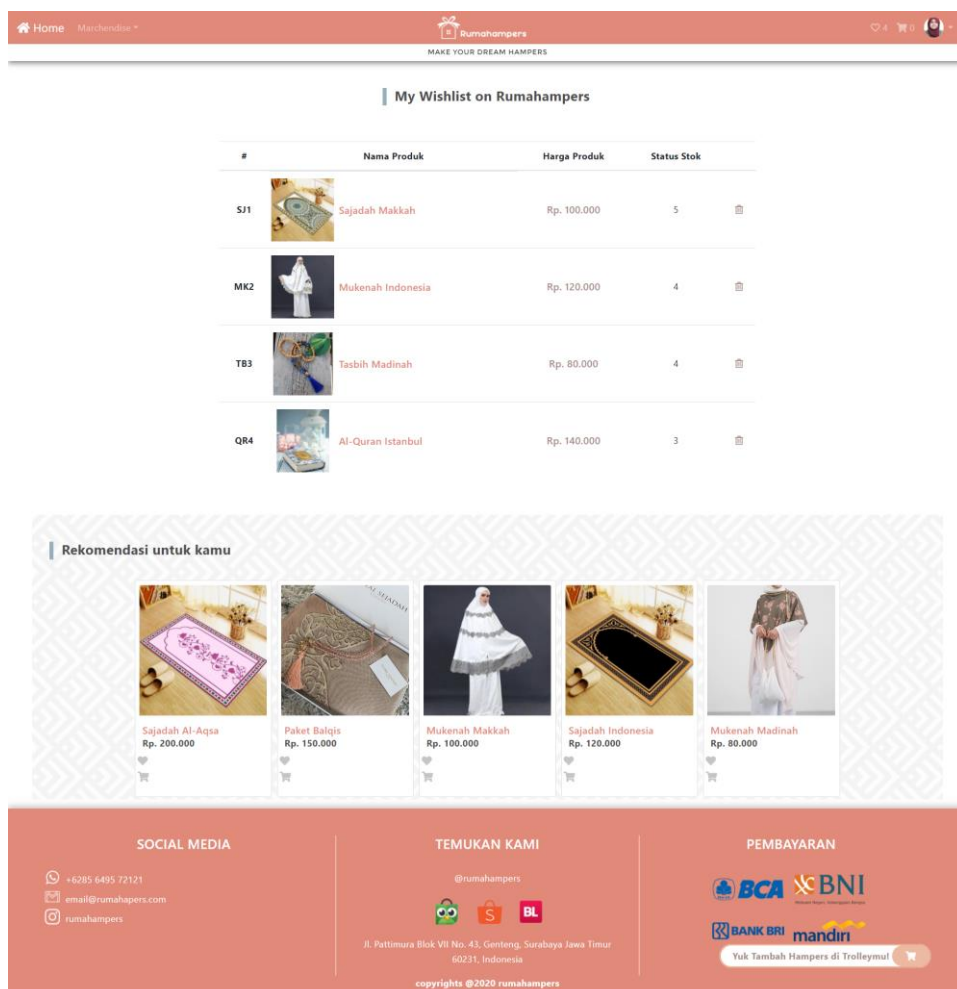 Home Marchendise 4 0
Rumahampers
MAKE YOUR DREAM HAMPERS
My Wishlist on Rumahampers
# Nama Produk Harga Produk Status Stok
SJ1 Sajadah Makkah Rp. 100.000 5
MK2 Mukenah Indonesia Rp. 120.000 4
TB3 Tasbih Madinah Rp. 80.000 4
QR4 Al-Quran Istanbul Rp. 140.000 3
Rekomendasi untuk kamu
Sajadah Al-Aqsa
Rp. 200.000
Paket Balqis
Rp. 150.000
Mukenah Makkah
Rp. 100.000
Sajadah Indonesia
Rp. 120.000
Mukenah Madinah
Rp. 80.000
SOCIAL MEDIA
+6285 6495 72121
email@rumahapers.com
rumahampers
TEMUKAN KAMI
@rumahampers
S
BL
Jl. Pattimura Blok VII No. 43, Genteng, Surabaya Jawa Timur
60231, Indonesia
copyrights @2020 rumahampers
PEMBAYARAN
BCA
BNI
BANK BRI
mandiri
Yuk Tambah Hampers di Trolleymu!